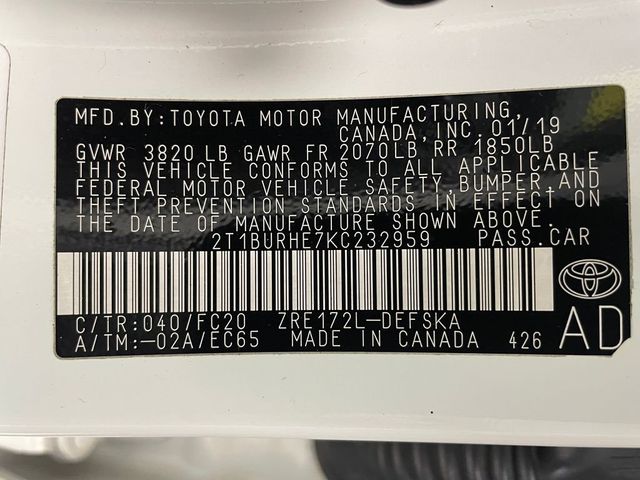 MFD.BY:TOYOTA MOTOR MANUFACTURING,
CANADA, INC. 01/19
GVWR 3820 LB GAWR FR 2070LB, RR 1850LB
THIS VEHICLE CONFORMS TO ALL APPLICABLE
FEDERAL MOTOR VEHICLE SAFETY, BUMPER, AND
THEFT PREVENTION STANDARDS IN EFFECT ON
THE DATE OF MANUFACTURE SHOWN ABOVE.
2T1BURHE7KC232959 PASS.CAR
C/TR:040/FC20 ZRE172L-DEFSKA
A/TM:-02A/EC65 MADE IN CANADA 426
AD